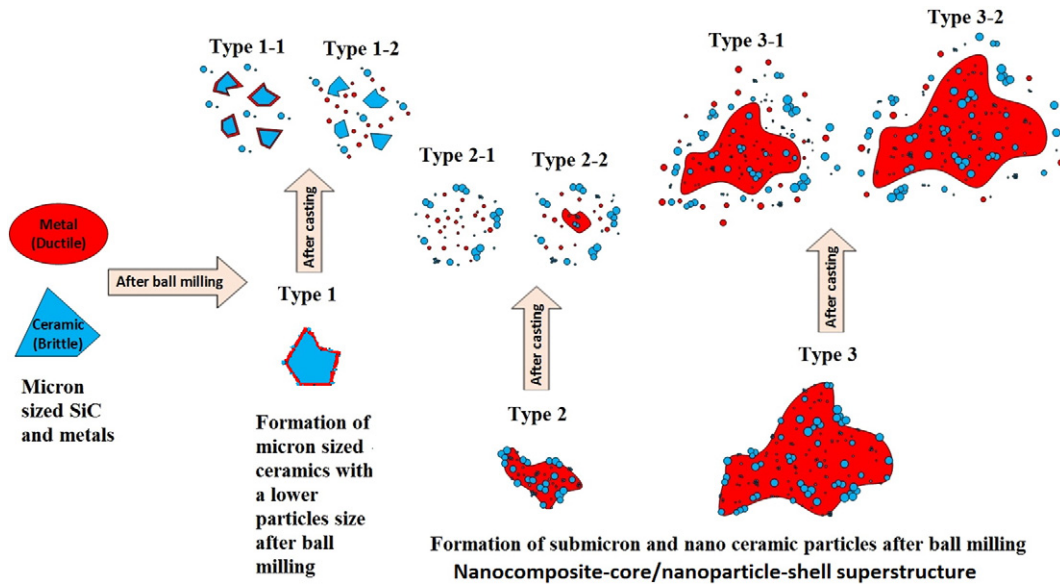 Type 1-1
Type 1-2
Type 3-1
Type 3-2
Type 2-1
Type 2-2
Metal
(Ductile)
Ceramic
(Brittle)
Micron
sized SiC
and metals
After ball milling
After casting
Type 1
Formation of
micron sized
ceramics with
a lower
particles size
after ball
milling
After casting
Type 2
After casting
Type 3
Formation of submicron and nano ceramic particles after ball milling
Nanocomposite-core/nanoparticle-shell superstructure